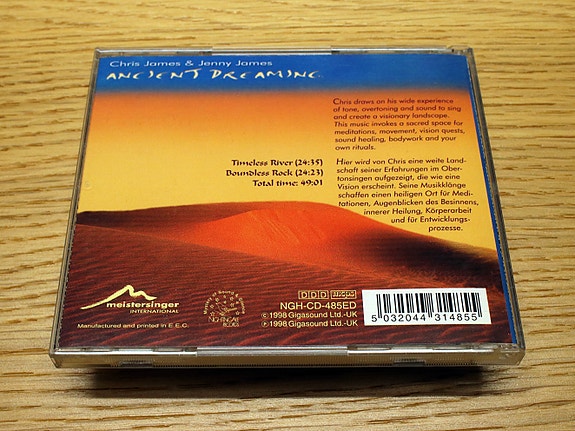 Chris James & Jenny James
ANCIENT DREAMING
Chris draws on his wide experience
of tone, overtoning and sound to sing
and create a visionary landscape.
This music invokes a sacred space for
meditations, movement, vision quests,
sound healing, bodywork and your
own rituals.
Timeless River (24:35)
Boundless Rock (24:23)
Total time: 49:01
Hier wird von Chris eine weite Land-
schaft seiner Erfahrungen im Ober-
tonsingen aufgezeigt, die wie eine
Vision erscheint. Seine Musikklänge
schaffen einen heiligen Ort für Medi-
tationen, Augenblicken des Besinnens,
innerer Heilung, Körperarbeit
und für Entwicklungs-
prozesse.
meistersinger
INTERNATIONAL
Manufactured and printed in E.E.C.
DDD
NGH-CD-485ED
©1998 Gigasound Ltd.-UK
℗1998 Gigasound Ltd.-UK
5 032044 314855